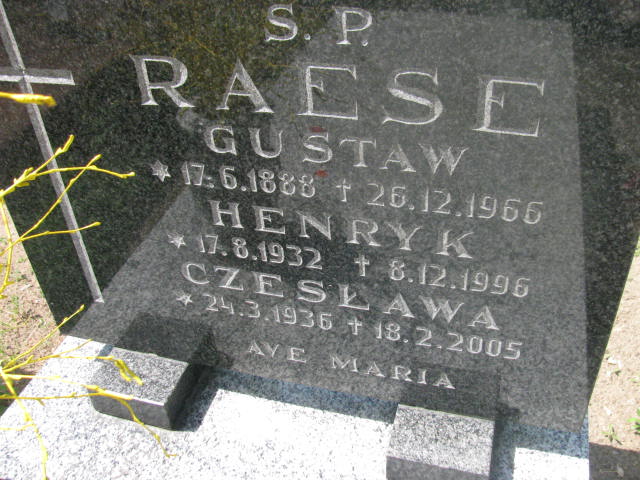 S. P.
RAESE
GUSTAW
* 17.6.1888 † 26.12.1966
HENRYK
* 17.8.1932 † 8.12.1996
CZESŁAWA
* 24.3.1936 † 18.2.2005
AVE MARIA